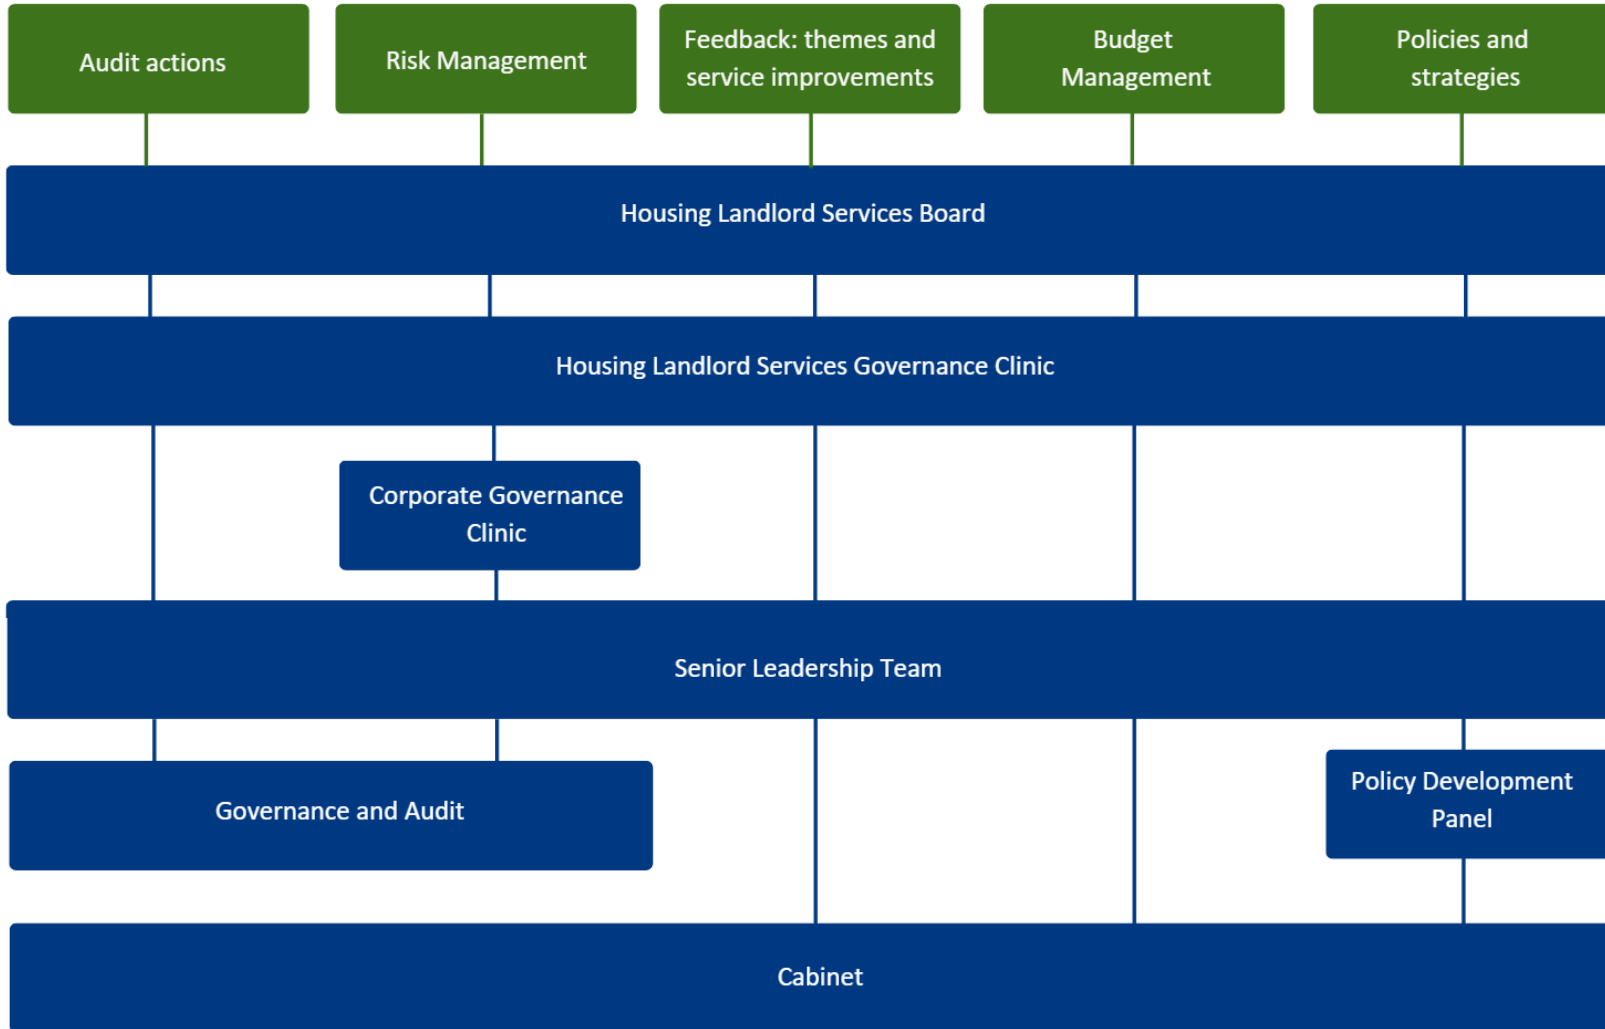 Audit actions
Risk Management
Feedback: themes and
service improvements
Budget
Management
Policies and
strategies
Housing Landlord Services Board
Housing Landlord Services Governance Clinic
Corporate Governance
Clinic
Senior Leadership Team
Governance and Audit
Policy Development
Panel
Cabinet